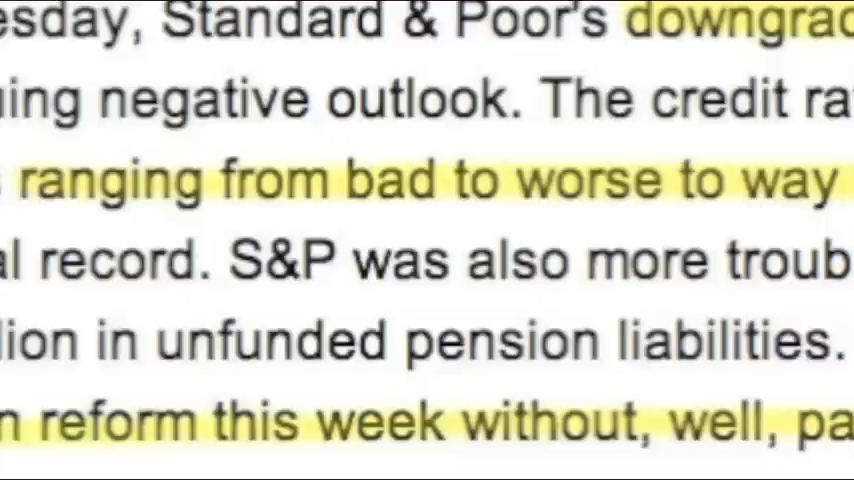 esday, Standard & Poor's downgrad
uing negative outlook. The credit ra
ranging from bad to worse to way
al record. S&P was also more troub
lion in unfunded pension liabilities.
n reform this week without, well, pa